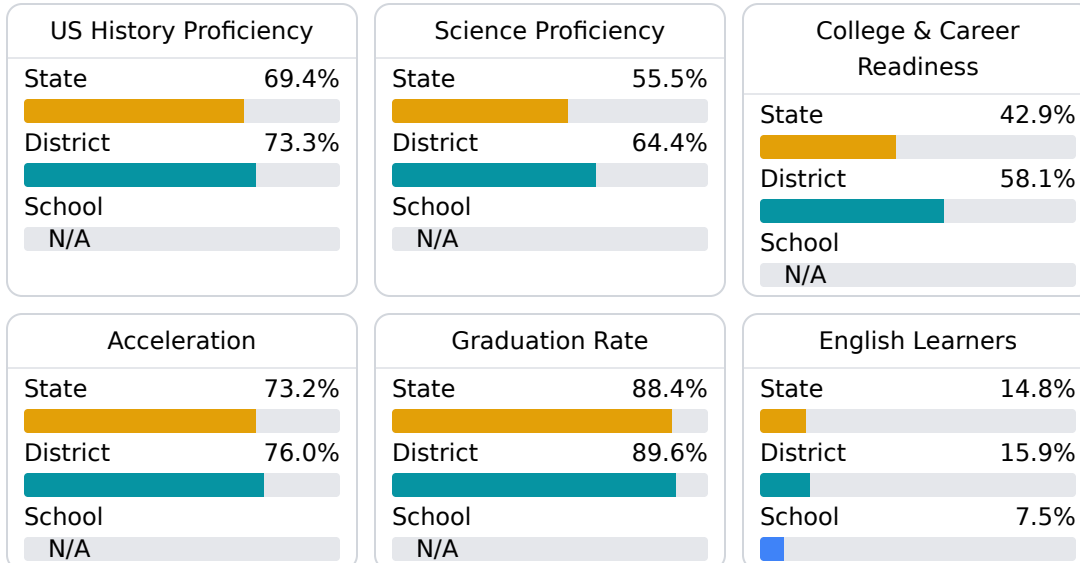 US History Proficiency
State 69.4%
District 73.3%
School
N/A
Science Proficiency
State 55.5%
District 64.4%
School
N/A
College & Career
Readiness
State 42.9%
District 58.1%
School
N/A
Acceleration
State 73.2%
District 76.0%
School
N/A
Graduation Rate
State 88.4%
District 89.6%
School
N/A
English Learners
State 14.8%
District 15.9%
School 7.5%